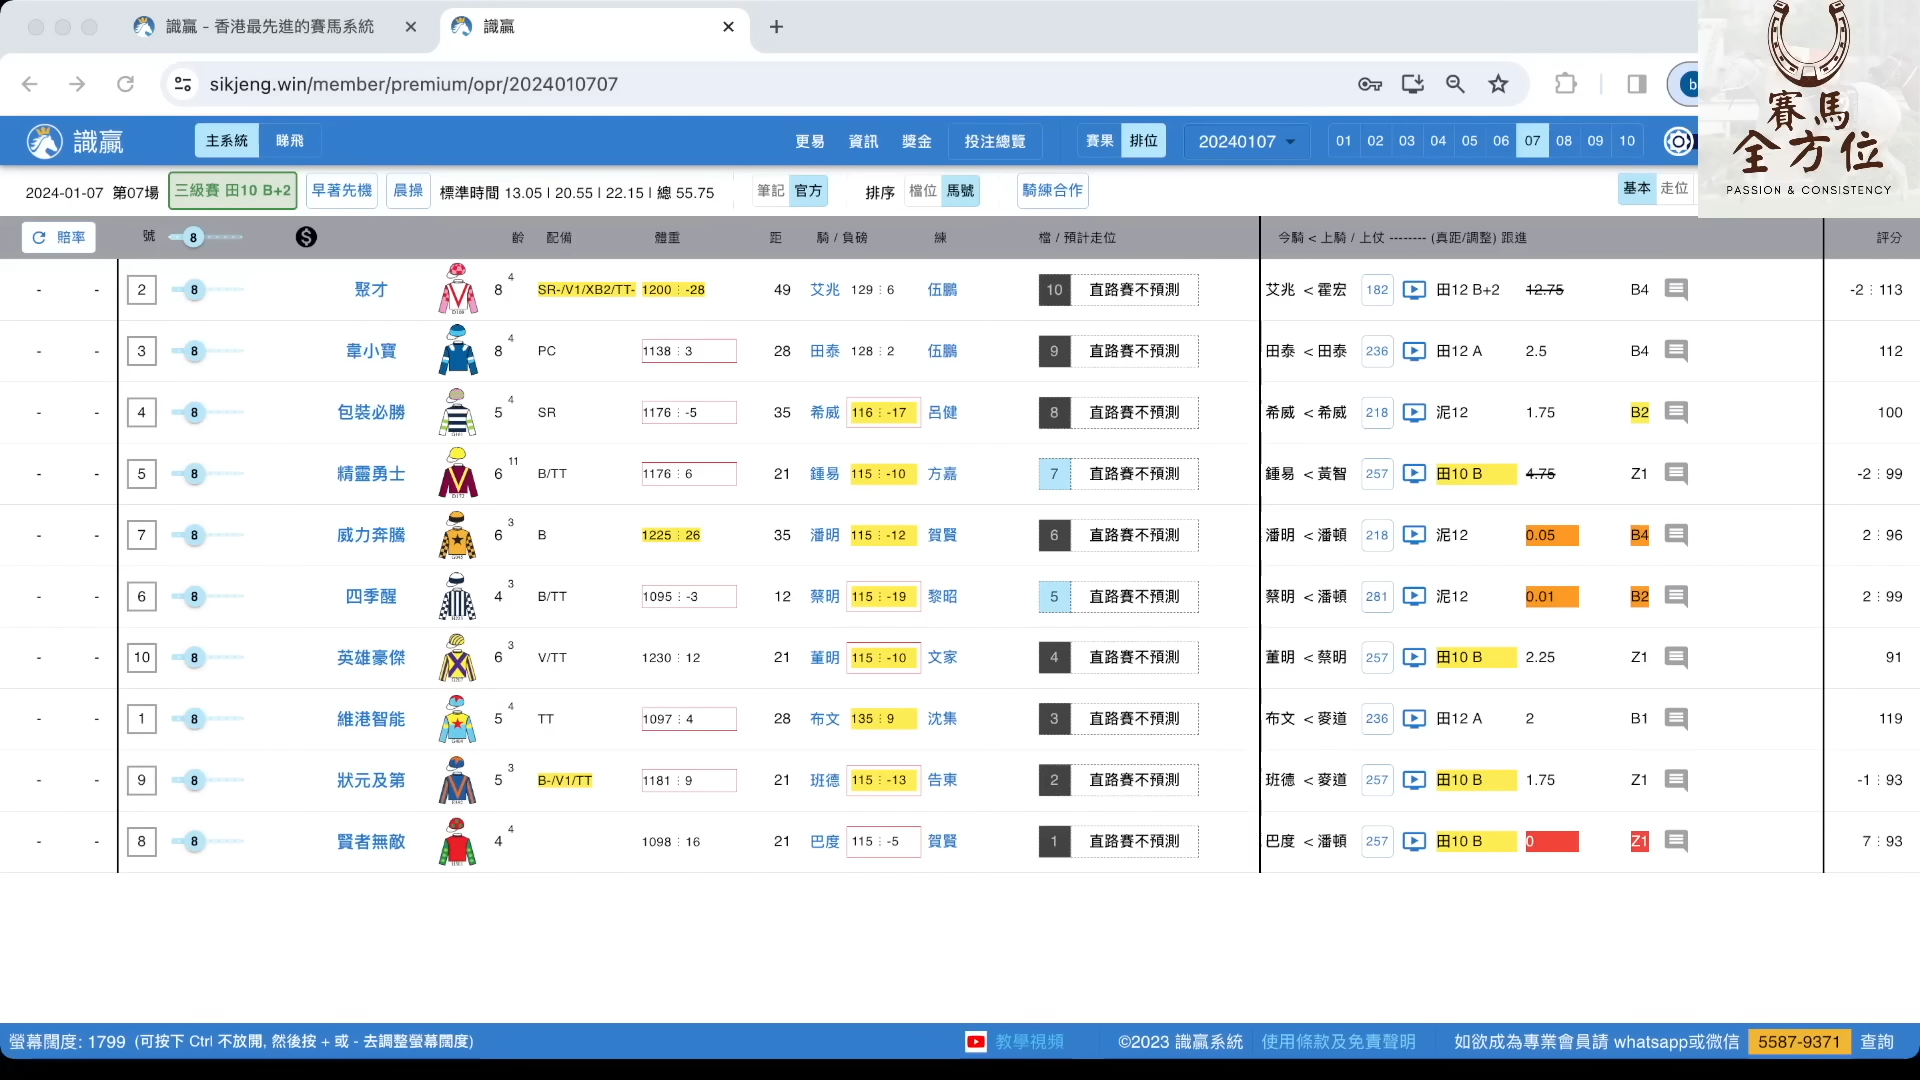 識贏 - 香港最先進的賽馬系統
識贏
sikjeng.win/member/premium/opr/2024010707
b
賽馬
全方位
PASSION & CONSISTENCY
識贏 主系統 睇飛 更易 資訊 獎金 投注總覽 賽果 排位 20240107 01 02 03 04 05 06 07 08 09 10
2024-01-07 第07場 三級賽 田10 B+2 早著先機 晨操 標準時間 13.05 | 20.55 | 22.15 | 總 55.75 筆記 官方 排序 檔位 馬號 騎練合作 基本 走位
賠率 號 8 $ 齡 配備 體重 距 騎 / 負磅 練 檔 / 預計走位 今騎 < 上騎 / 上仗 -------- (真距/調整) 跟進 評分
- - 2 8 聚才 8 4 SR-/V1/XB2/TT- 1200 : -28 49 艾兆 129 : 6 伍鵬 10 直路賽不預測 艾兆 < 霍宏 182 田12 B+2 12.75 B4 -2 : 113
- - 3 8 韋小寶 8 4 PC 1138 : 3 28 田泰 128 : 2 伍鵬 9 直路賽不預測 田泰 < 田泰 236 田12 A 2.5 B4 112
- - 4 8 包裝必勝 5 4 SR 1176 : -5 35 希威 116 : -17 呂健 8 直路賽不預測 希威 < 希威 218 泥12 1.75 B2 100
- - 5 8 精靈勇士 6 11 B/TT 1176 : 6 21 鍾易 115 : -10 方嘉 7 直路賽不預測 鍾易 < 黃智 257 田10 B 4.75 Z1 -2 : 99
- - 7 8 威力奔騰 6 3 B 1225 : 26 35 潘明 115 : -12 賀賢 6 直路賽不預測 潘明 < 潘頓 218 泥12 0.05 B4 2 : 96
- - 6 8 四季醒 4 3 B/TT 1095 : -3 12 蔡明 115 : -19 黎昭 5 直路賽不預測 蔡明 < 潘頓 281 泥12 0.01 B2 2 : 99
- - 10 8 英雄豪傑 6 3 V/TT 1230 : 12 21 董明 115 : -10 文家 4 直路賽不預測 董明 < 蔡明 257 田10 B 2.25 Z1 91
- - 1 8 維港智能 5 4 TT 1097 : 4 28 布文 135 : 9 沈集 3 直路賽不預測 布文 < 麥道 236 田12 A 2 B1 119
- - 9 8 狀元及第 5 3 B-/V1/TT 1181 : 9 21 班德 115 : -13 告東 2 直路賽不預測 班德 < 麥道 257 田10 B 1.75 Z1 -1 : 93
- - 8 8 賢者無敵 4 4 1098 : 16 21 巴度 115 : -5 賀賢 1 直路賽不預測 巴度 < 潘頓 257 田10 B 0 Z1 7 : 93
螢幕闊度: 1799 (可按下 Ctrl 不放開, 然後按 + 或 - 去調整螢幕闊度) 教學視頻 ©2023 識贏系統 使用條款及免責聲明 如欲成為專業會員請 whatsapp或微信 5587-9371 查詢